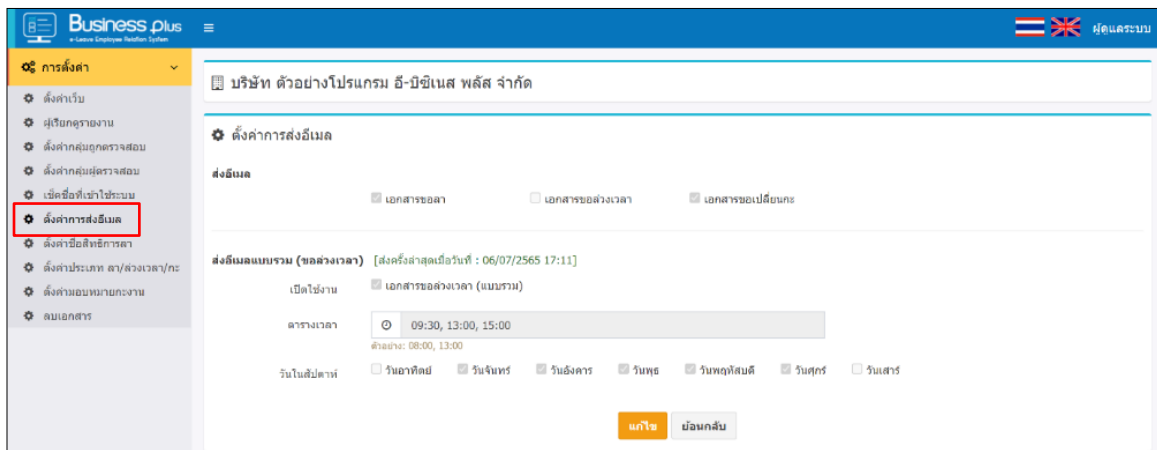 Business Plus
e-Leave Employee Relation System
ผู้ดูแลระบบ
การตั้งค่า
ตั้งค่าเว็บ
ผู้เรียกดูรายงาน
ตั้งค่ากลุ่มถูกตรวจสอบ
ตั้งค่ากลุ่มผู้ตรวจสอบ
เช็คชื่อที่เข้าใช้ระบบ
ตั้งค่าการส่งอีเมล
ตั้งค่าชื่อสิทธิการลา
ตั้งค่าประเภท ลา/ล่วงเวลา/กะ
ตั้งค่ามอบหมายกะงาน
ลบเอกสาร
บริษัท ตัวอย่างโปรแกรม อี-บิซิเนส พลัส จำกัด
ตั้งค่าการส่งอีเมล
ส่งอีเมล
เอกสารขอลา เอกสารขอล่วงเวลา เอกสารขอเปลี่ยนกะ
ส่งอีเมลแบบรวม (ขอล่วงเวลา) [ส่งครั้งล่าสุดเมื่อวันที่ : 06/07/2565 17:11]
เปิดใช้งาน เอกสารขอล่วงเวลา (แบบรวม)
ตารางเวลา 09:30, 13:00, 15:00
ตัวอย่าง: 08:00, 13:00
วันในสัปดาห์ วันอาทิตย์ วันจันทร์ วันอังคาร วันพุธ วันพฤหัสบดี วันศุกร์ วันเสาร์
แก้ไข ย้อนกลับ